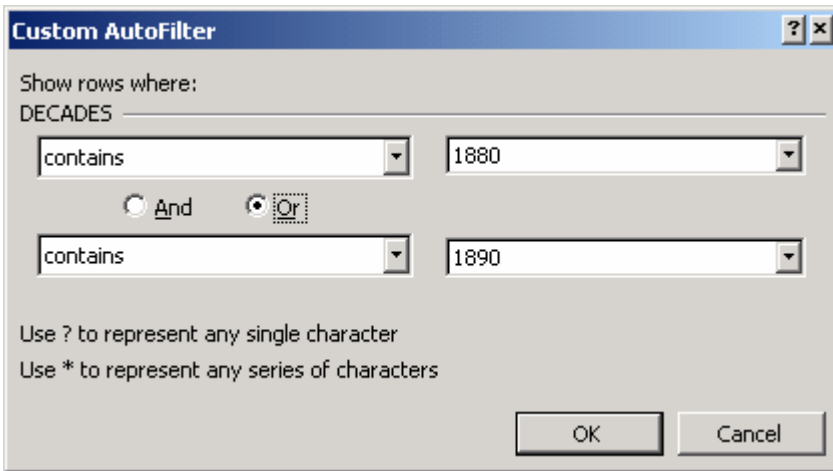 Custom AutoFilter
Show rows where:
DECADES
contains 1880
And Or
contains 1890
Use ? to represent any single character
Use * to represent any series of characters
OK Cancel